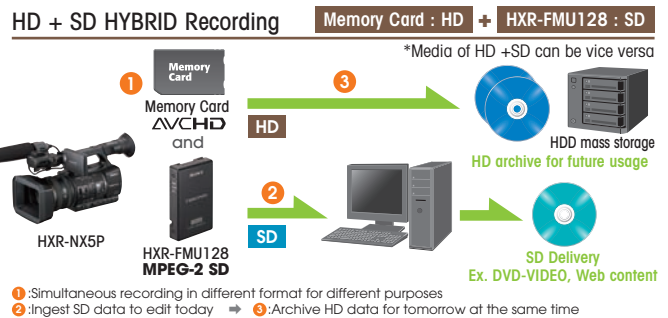 HD + SD HYBRID Recording
Memory Card : HD + HXR-FMU128 : SD
*Media of HD +SD can be vice versa
Memory
Card
1
3
Memory Card
AVCHD
HD
and
HDD mass storage
HD archive for future usage
SONY
2
SD
HXR-NX5P
HXR-FMU128
MPEG-2 SD
SD Delivery
Ex. DVD-VIDEO, Web content
1:Simultaneous recording in different format for different purposes
2:Ingest SD data to edit today ➡ 3:Archive HD data for tomorrow at the same time